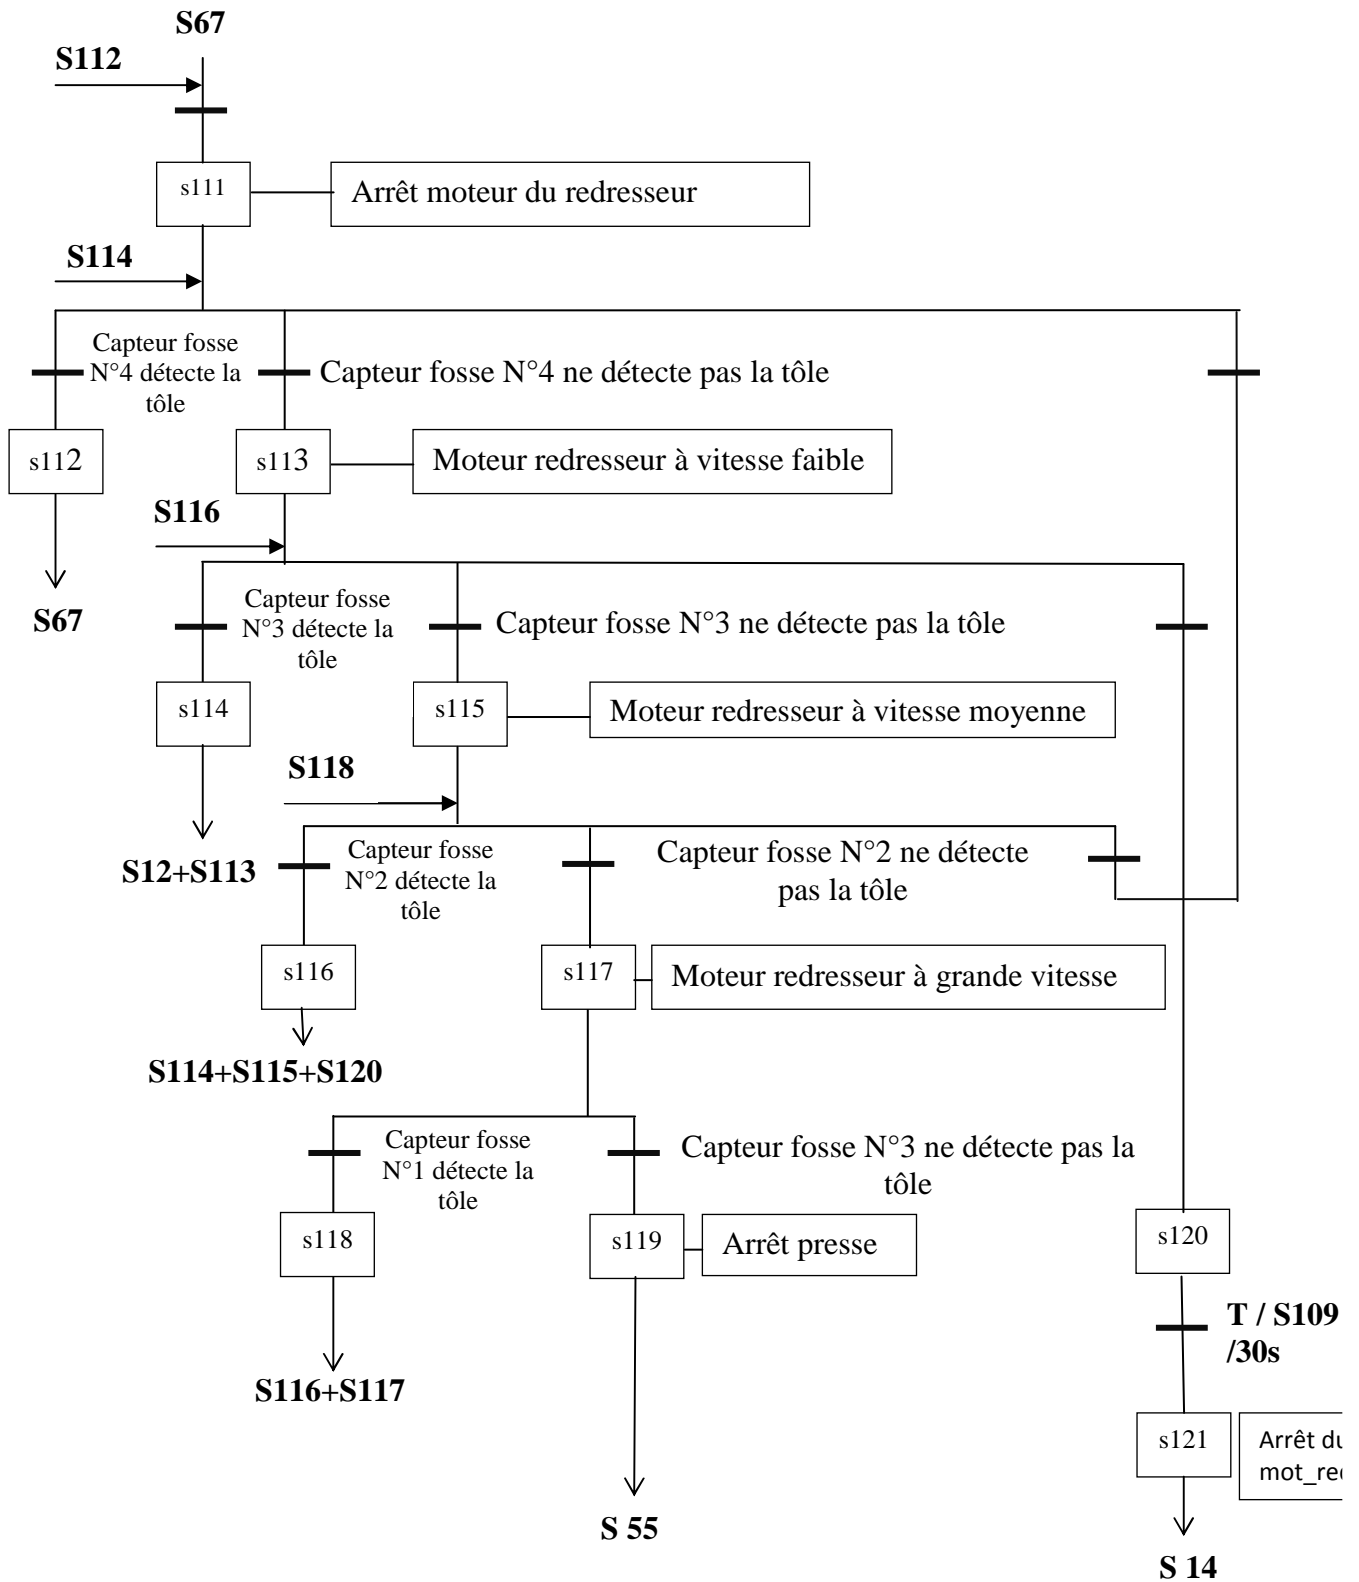 S67
S112
s111
Arrêt moteur du redresseur
S114
Capteur fosse
N°4 détecte la
tôle
Capteur fosse N°4 ne détecte pas la tôle
s112
s113
Moteur redresseur à vitesse faible
S116
S67
Capteur fosse
N°3 détecte la
tôle
Capteur fosse N°3 ne détecte pas la tôle
s114
s115
Moteur redresseur à vitesse moyenne
S118
S12+S113
Capteur fosse
N°2 détecte la
tôle
Capteur fosse N°2 ne détecte
pas la tôle
s116
s117
Moteur redresseur à grande vitesse
S114+S115+S120
Capteur fosse
N°1 détecte la
tôle
Capteur fosse N°3 ne détecte pas la
tôle
s118
s119
Arrêt presse
s120
T / S109
/30s
S116+S117
s121
Arrêt du
mot_red
S 55
S 14